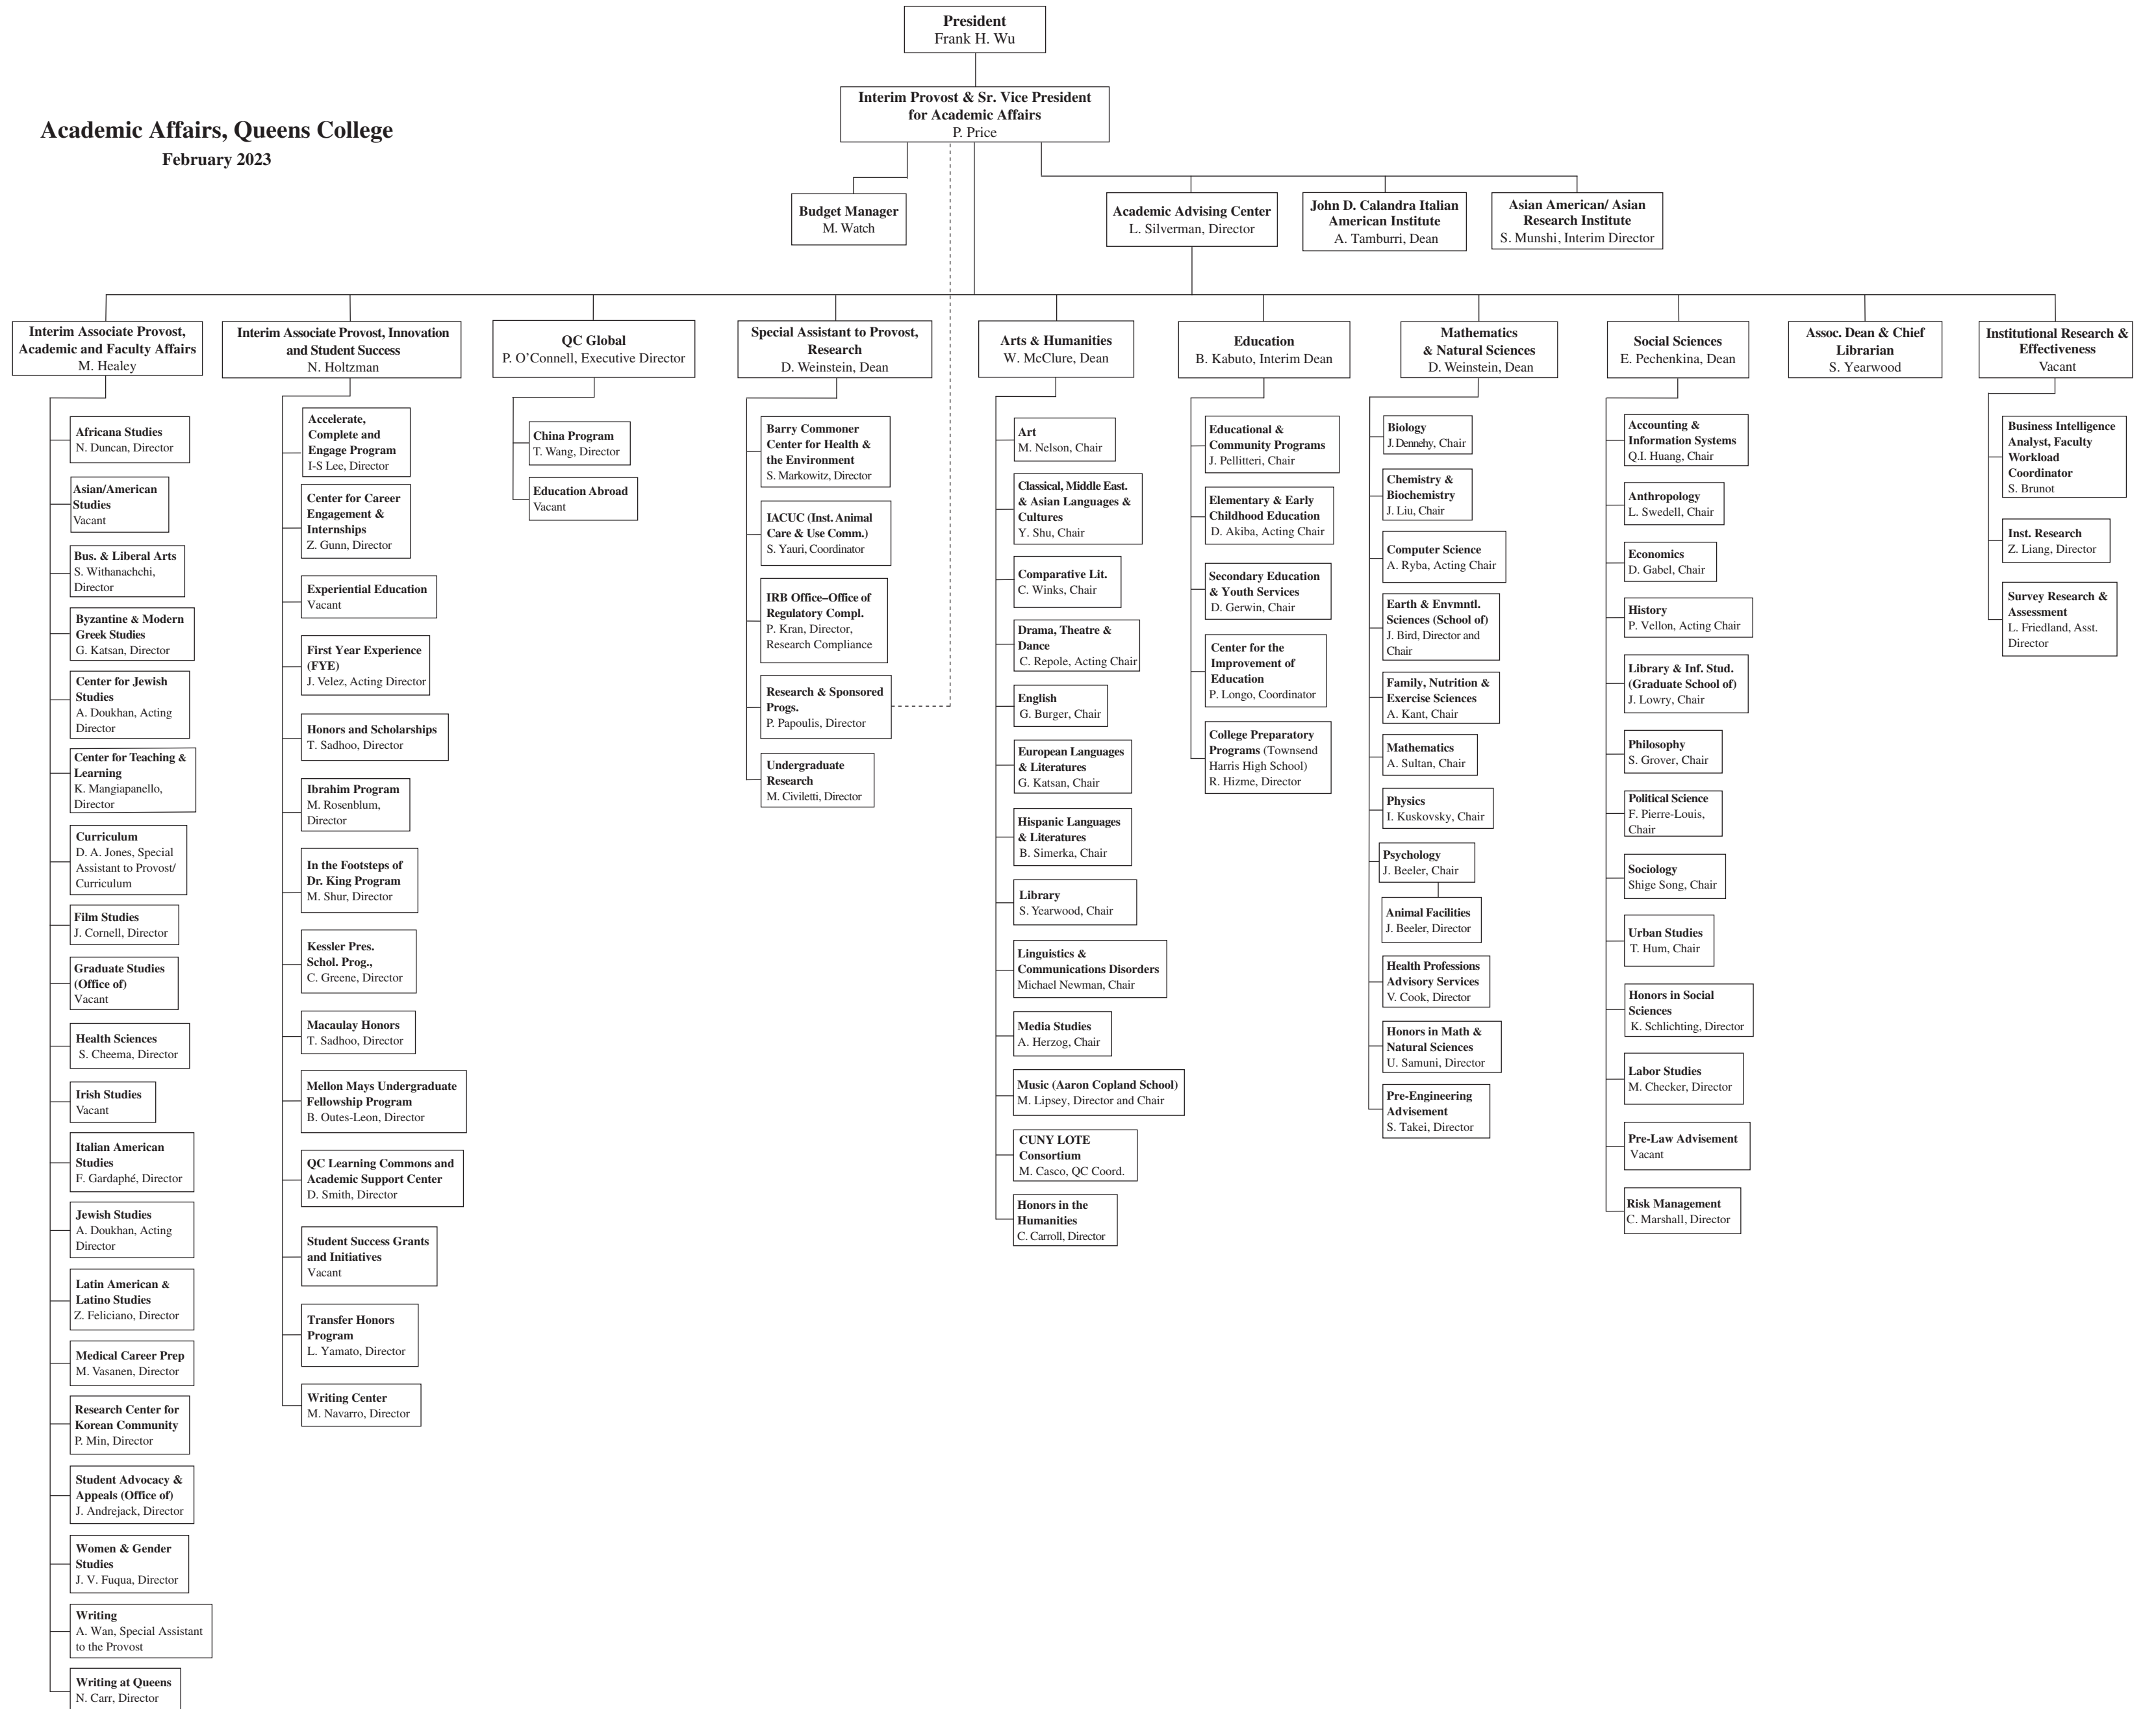 President
Frank H. Wu
Interim Provost & Sr. Vice President
for Academic Affairs
P. Price
Academic Affairs, Queens College
February 2023
Budget Manager
M. Watch
Academic Advising Center
L. Silverman, Director
John D. Calandra Italian
American Institute
A. Tamburri, Dean
Asian American/ Asian
Research Institute
S. Munshi, Interim Director
Interim Associate Provost,
Academic and Faculty Affairs
M. Healey
Interim Associate Provost, Innovation
and Student Success
N. Holtzman
QC Global
P. O’Connell, Executive Director
Special Assistant to Provost,
Research
D. Weinstein, Dean
Arts & Humanities
W. McClure, Dean
Education
B. Kabuto, Interim Dean
Mathematics
& Natural Sciences
D. Weinstein, Dean
Social Sciences
E. Pechenkina, Dean
Assoc. Dean & Chief
Librarian
S. Yearwood
Institutional Research &
Effectiveness
Vacant
Africana Studies
N. Duncan, Director
Asian/American
Studies
Vacant
Bus. & Liberal Arts
S. Withanachchi,
Director
Byzantine & Modern
Greek Studies
G. Katsan, Director
Center for Jewish
Studies
A. Doukhan, Acting
Director
Center for Teaching &
Learning
K. Mangiapanello,
Director
Curriculum
D. A. Jones, Special
Assistant to Provost/
Curriculum
Film Studies
J. Cornell, Director
Graduate Studies
(Office of)
Vacant
Health Sciences
S. Cheema, Director
Irish Studies
Vacant
Italian American
Studies
F. Gardaphé, Director
Jewish Studies
A. Doukhan, Acting
Director
Latin American &
Latino Studies
Z. Feliciano, Director
Medical Career Prep
M. Vasanen, Director
Research Center for
Korean Community
P. Min, Director
Student Advocacy &
Appeals (Office of)
J. Andrejack, Director
Women & Gender
Studies
J. V. Fuqua, Director
Writing
A. Wan, Special Assistant
to the Provost
Writing at Queens
N. Carr, Director
Accelerate,
Complete and
Engage Program
I-S Lee, Director
Center for Career
Engagement &
Internships
Z. Gunn, Director
Experiential Education
Vacant
First Year Experience
(FYE)
J. Velez, Acting Director
Honors and Scholarships
T. Sadhoo, Director
Ibrahim Program
M. Rosenblum,
Director
In the Footsteps of
Dr. King Program
M. Shur, Director
Kessler Pres.
Schol. Prog.,
C. Greene, Director
Macaulay Honors
T. Sadhoo, Director
Mellon Mays Undergraduate
Fellowship Program
B. Outes-Leon, Director
QC Learning Commons and
Academic Support Center
D. Smith, Director
Student Success Grants
and Initiatives
Vacant
Transfer Honors
Program
L. Yamato, Director
Writing Center
M. Navarro, Director
China Program
T. Wang, Director
Education Abroad
Vacant
Barry Commoner
Center for Health &
the Environment
S. Markowitz, Director
IACUC (Inst. Animal
Care & Use Comm.)
S. Yauri, Coordinator
IRB Office–Office of
Regulatory Compl.
P. Kran, Director,
Research Compliance
Research & Sponsored
Progs.
P. Papoulis, Director
Undergraduate
Research
M. Civiletti, Director
Art
M. Nelson, Chair
Classical, Middle East.
& Asian Languages &
Cultures
Y. Shu, Chair
Comparative Lit.
C. Winks, Chair
Drama, Theatre &
Dance
C. Repole, Acting Chair
English
G. Burger, Chair
European Languages
& Literatures
G. Katsan, Chair
Hispanic Languages
& Literatures
B. Simerka, Chair
Library
S. Yearwood, Chair
Linguistics &
Communications Disorders
Michael Newman, Chair
Media Studies
A. Herzog, Chair
Music (Aaron Copland School)
M. Lipsey, Director and Chair
CUNY LOTE
Consortium
M. Casco, QC Coord.
Honors in the
Humanities
C. Carroll, Director
Educational &
Community Programs
J. Pellitteri, Chair
Elementary & Early
Childhood Education
D. Akiba, Acting Chair
Secondary Education
& Youth Services
D. Gerwin, Chair
Center for the
Improvement of
Education
P. Longo, Coordinator
College Preparatory
Programs (Townsend
Harris High School)
R. Hizme, Director
Biology
J. Dennehy, Chair
Chemistry &
Biochemistry
J. Liu, Chair
Computer Science
A. Ryba, Acting Chair
Earth & Envmntl.
Sciences (School of)
J. Bird, Director and
Chair
Family, Nutrition &
Exercise Sciences
A. Kant, Chair
Mathematics
A. Sultan, Chair
Physics
I. Kuskovsky, Chair
Psychology
J. Beeler, Chair
Animal Facilities
J. Beeler, Director
Health Professions
Advisory Services
V. Cook, Director
Honors in Math &
Natural Sciences
U. Samuni, Director
Pre-Engineering
Advisement
S. Takei, Director
Accounting &
Information Systems
Q.I. Huang, Chair
Anthropology
L. Swedell, Chair
Economics
D. Gabel, Chair
History
P. Vellon, Acting Chair
Library & Inf. Stud.
(Graduate School of)
J. Lowry, Chair
Philosophy
S. Grover, Chair
Political Science
F. Pierre-Louis,
Chair
Sociology
Shige Song, Chair
Urban Studies
T. Hum, Chair
Honors in Social
Sciences
K. Schlichting, Director
Labor Studies
M. Checker, Director
Pre-Law Advisement
Vacant
Risk Management
C. Marshall, Director
Business Intelligence
Analyst, Faculty
Workload
Coordinator
S. Brunot
Inst. Research
Z. Liang, Director
Survey Research &
Assessment
L. Friedland, Asst.
Director